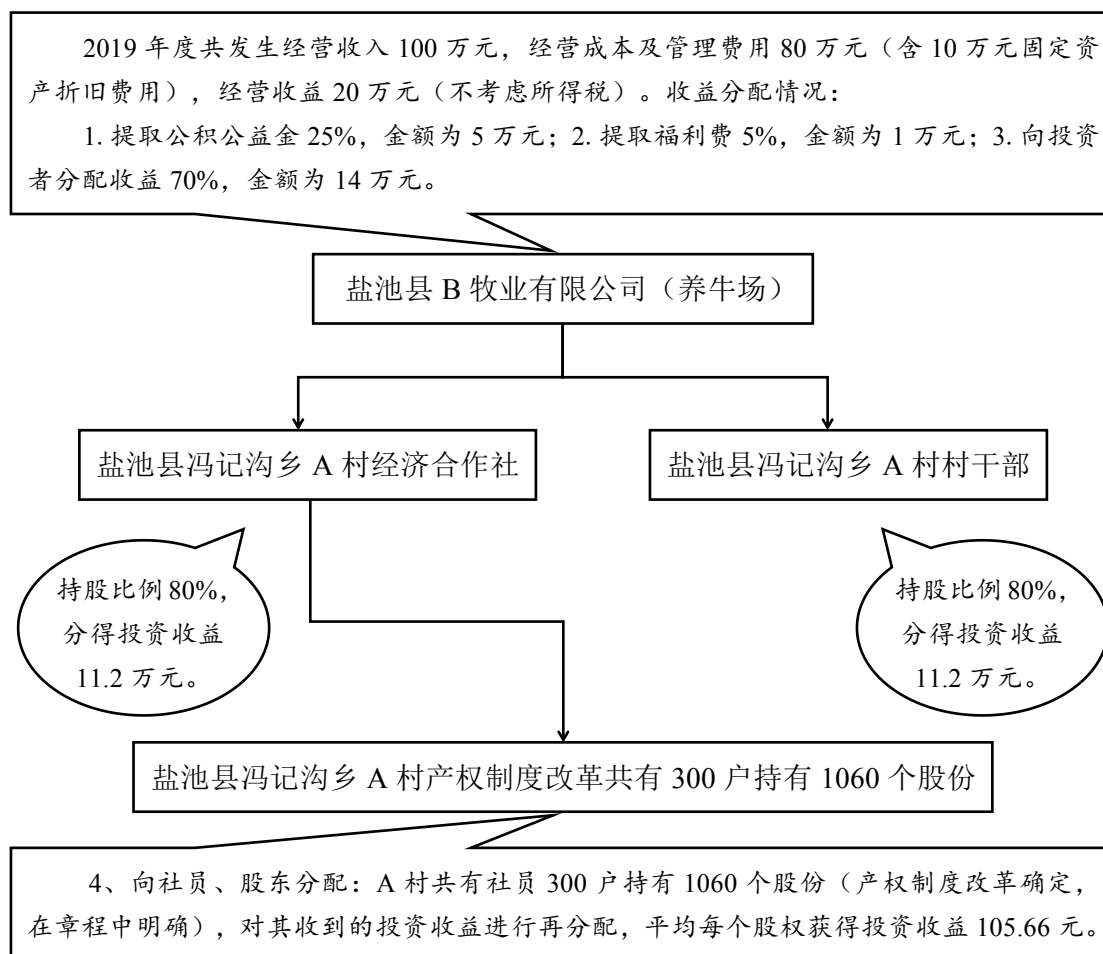 2019 年度共发生经营收入 100 万元，经营成本及管理费用 80 万元（含 10 万元固定资
产折旧费用），经营收益 20 万元（不考虑所得税）。收益分配情况：
1. 提取公积公益金 25%，金额为 5 万元；2. 提取福利费 5%，金额为 1 万元；3. 向投资
者分配收益 70%，金额为 14 万元。
盐池县 B 牧业有限公司（养牛场）
盐池县冯记沟乡 A 村经济合作社
盐池县冯记沟乡 A 村村干部
持股比例 80%，
分得投资收益
11.2 万元。
持股比例 80%，
分得投资收益
11.2 万元。
盐池县冯记沟乡 A 村产权制度改革共有 300 户持有 1060 个股份
4、向社员、股东分配：A 村共有社员 300 户持有 1060 个股份（产权制度改革确定，
在章程中明确），对其收到的投资收益进行再分配，平均每个股权获得投资收益 105.66 元。